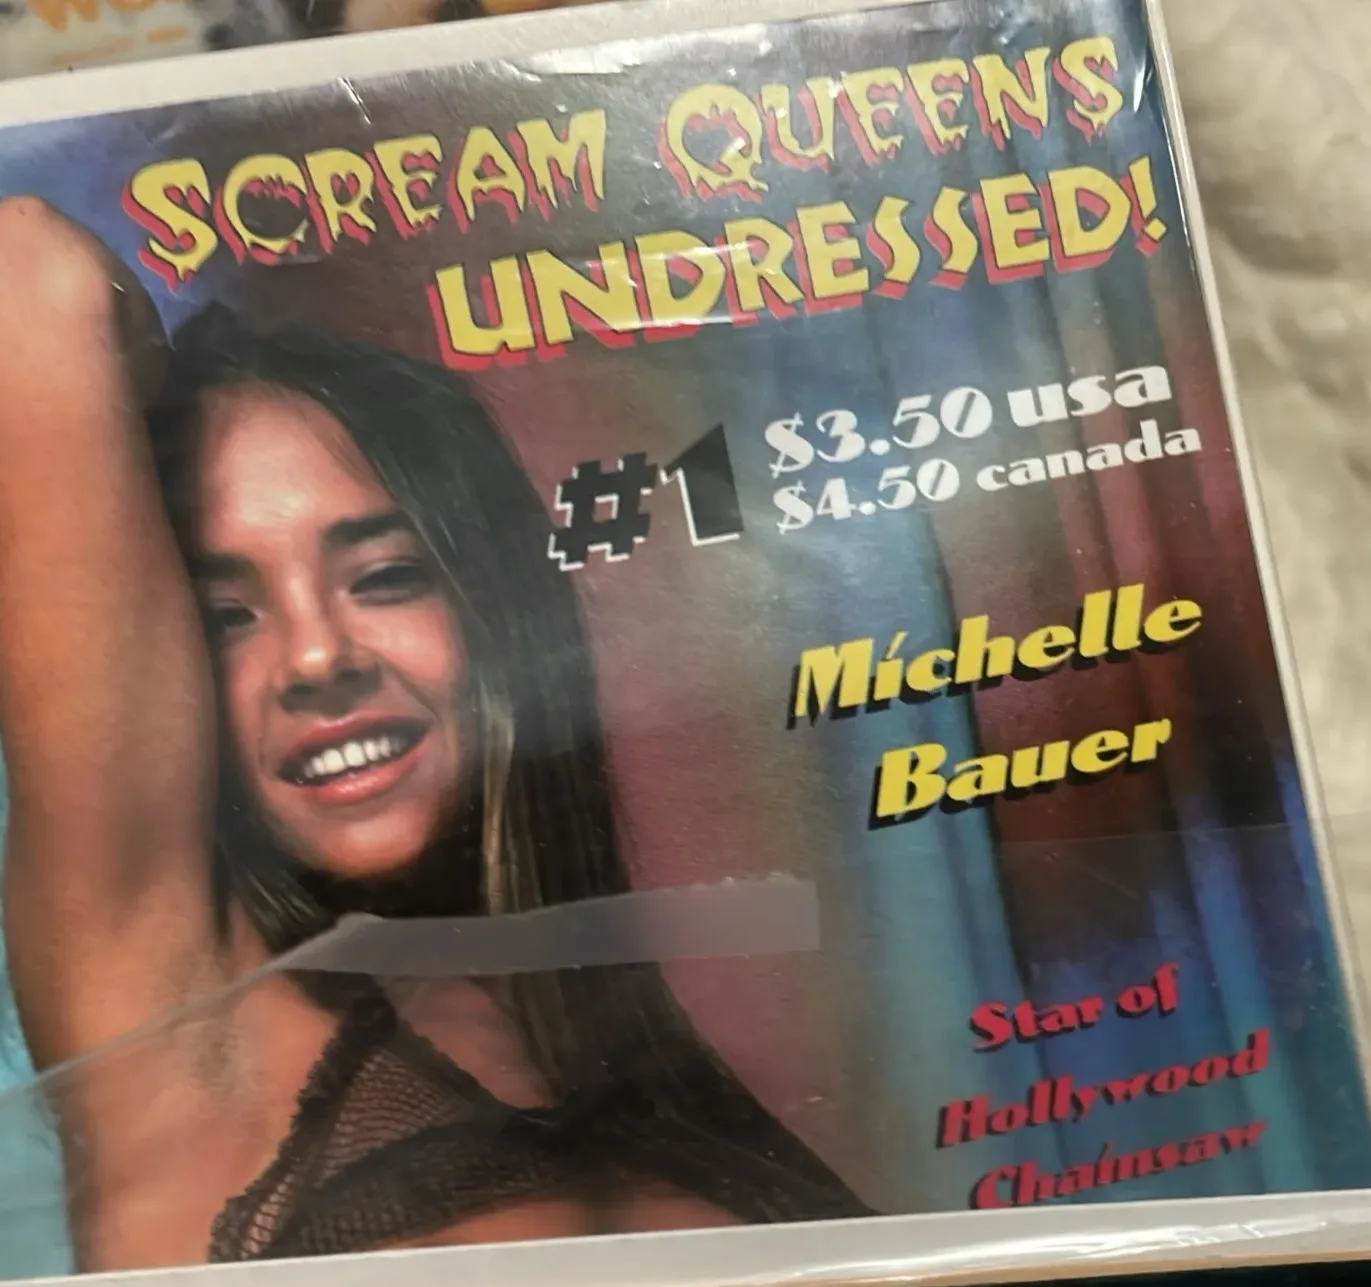 SCREAM QUEENS
UNDRESSED!
#1
$3.50 usa
$4.50 canada
Michelle
Bauer
Star of
Hollywood
Chainsaw